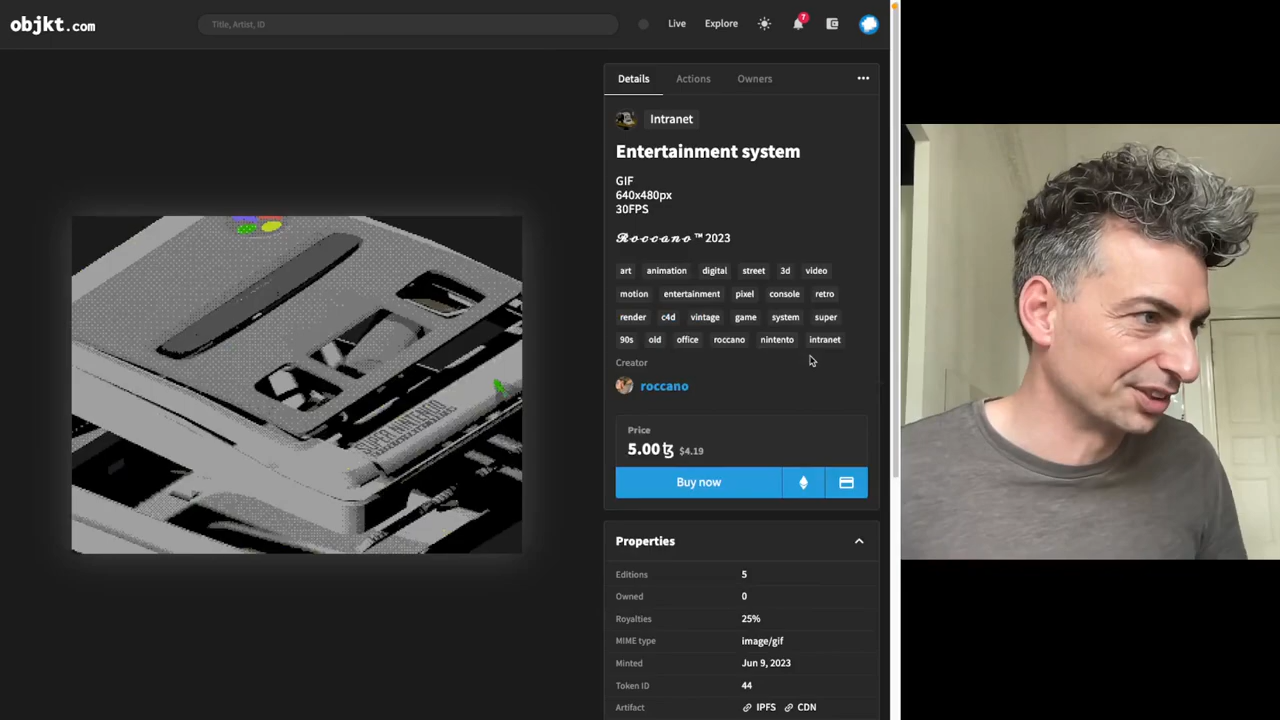 objkt.com
Title, Artist, ID
Live
Explore
7
Details
Actions
Owners
Intranet
Entertainment system
GIF
640x480px
30FPS
𝓡𝓸𝓬𝓬𝓪𝓷𝓸 ™ 2023
art animation digital street 3d video
motion entertainment pixel console retro
render c4d vintage game system super
90s old office roccano nintento intranet
Creator
roccano
Price
5.00ꜩ $4.19
Buy now
Properties
Editions 5
Owned 0
Royalties 25%
MIME type image/gif
Minted Jun 9, 2023
Token ID 44
Artifact IPFS CDN
SUPER NINTENDO